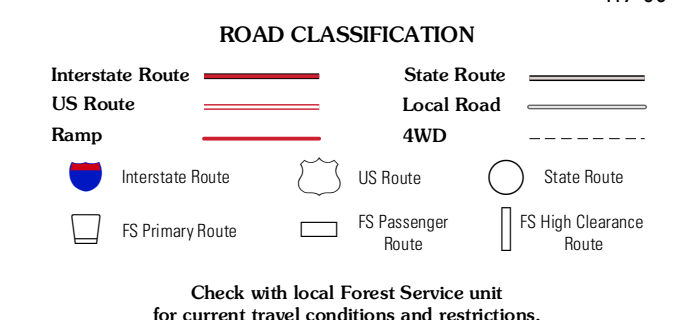 ROAD CLASSIFICATION
Interstate Route
State Route
US Route
Local Road
Ramp
4WD
Interstate Route
US Route
State Route
FS Primary Route
FS Passenger
Route
FS High Clearance
Route
Check with local Forest Service unit
for current travel conditions and restrictions.